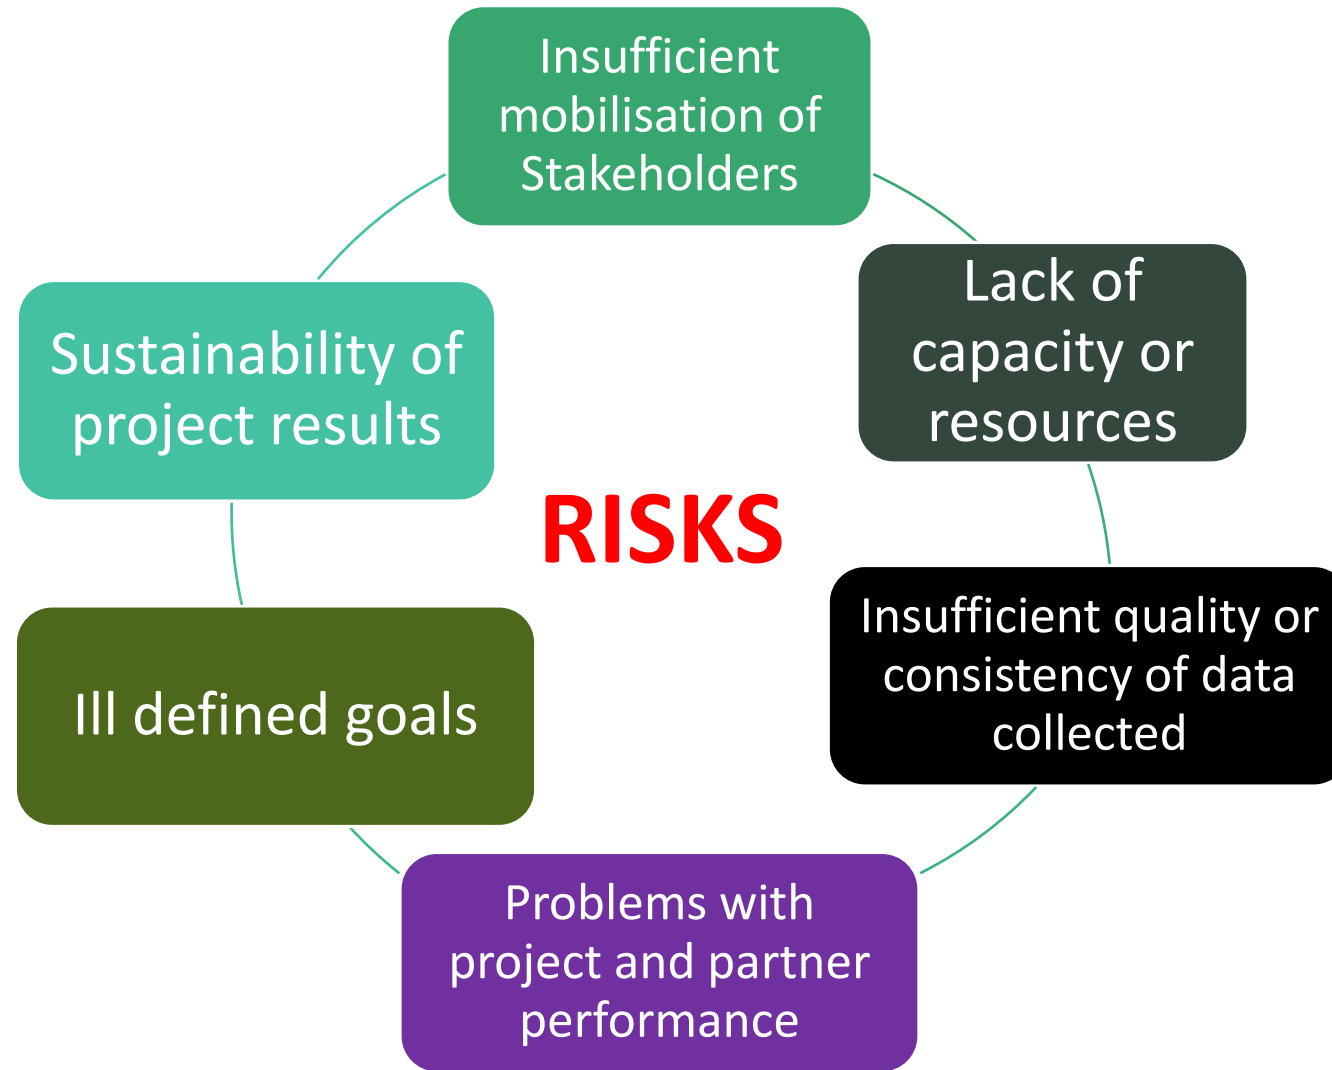 Insufficient
mobilisation of
Stakeholders
Lack of
capacity or
resources
Insufficient quality or
consistency of data
collected
Problems with
project and partner
performance
Ill defined goals
Sustainability of
project results
RISKS